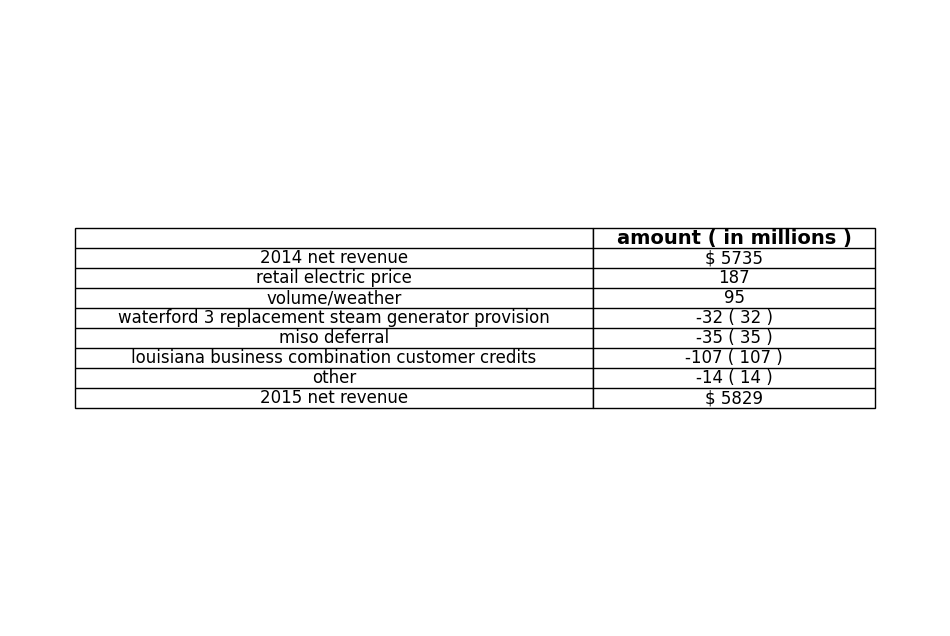 amount ( in millions )
2014 net revenue $ 5735
retail electric price 187
volume/weather 95
waterford 3 replacement steam generator provision -32 ( 32 )
miso deferral -35 ( 35 )
louisiana business combination customer credits -107 ( 107 )
other -14 ( 14 )
2015 net revenue $ 5829